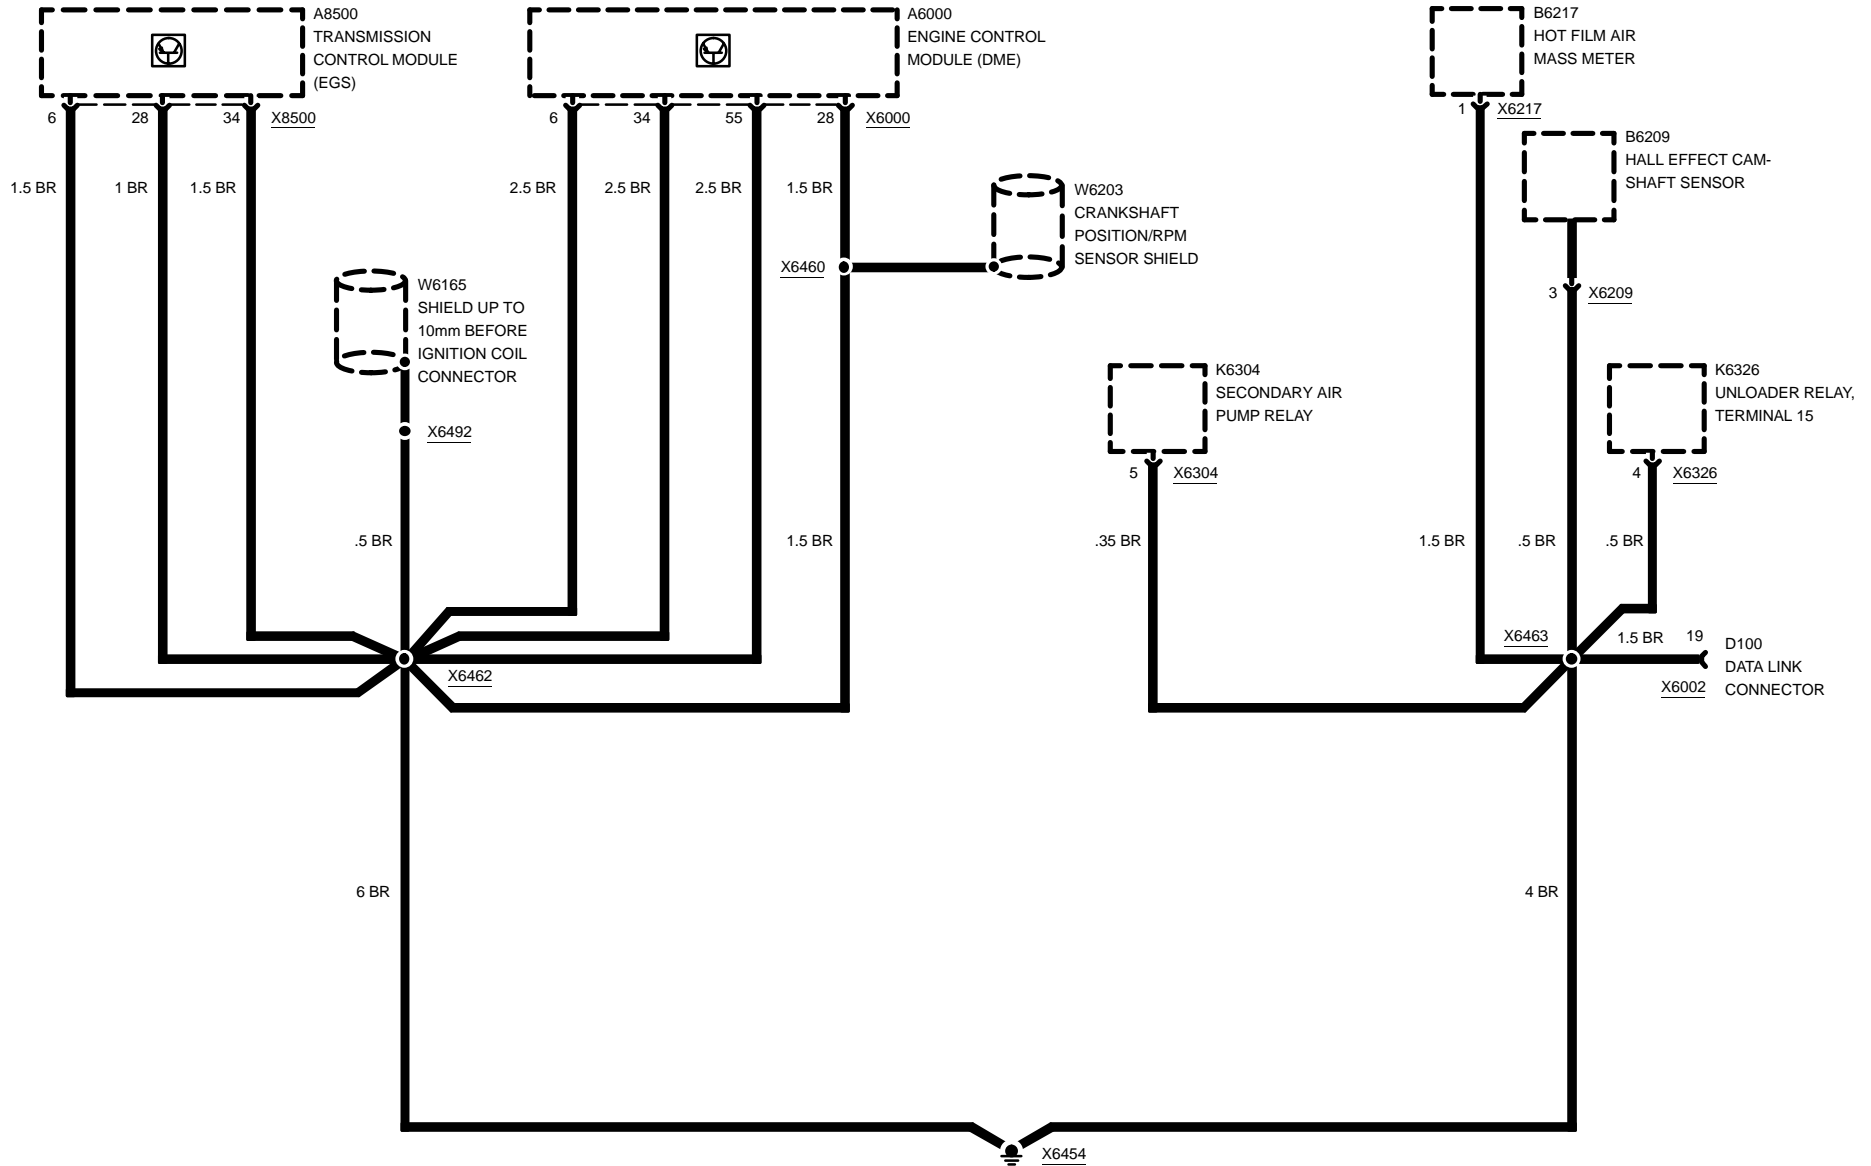 A8500
TRANSMISSION
CONTROL MODULE
(EGS)
6
28
34
X8500
1.5 BR
1 BR
1.5 BR
A6000
ENGINE CONTROL
MODULE (DME)
6
34
55
28
X6000
2.5 BR
2.5 BR
2.5 BR
1.5 BR
W6203
CRANKSHAFT
POSITION/RPM
SENSOR SHIELD
X6460
W6165
SHIELD UP TO
10mm BEFORE
IGNITION COIL
CONNECTOR
X6492
.5 BR
1.5 BR
X6462
6 BR
B6217
HOT FILM AIR
MASS METER
1
X6217
B6209
HALL EFFECT CAM-
SHAFT SENSOR
3
X6209
K6304
SECONDARY AIR
PUMP RELAY
5
X6304
K6326
UNLOADER RELAY,
TERMINAL 15
4
X6326
.35 BR
1.5 BR
.5 BR
.5 BR
X6463
1.5 BR
19
D100
DATA LINK
CONNECTOR
X6002
4 BR
X6454